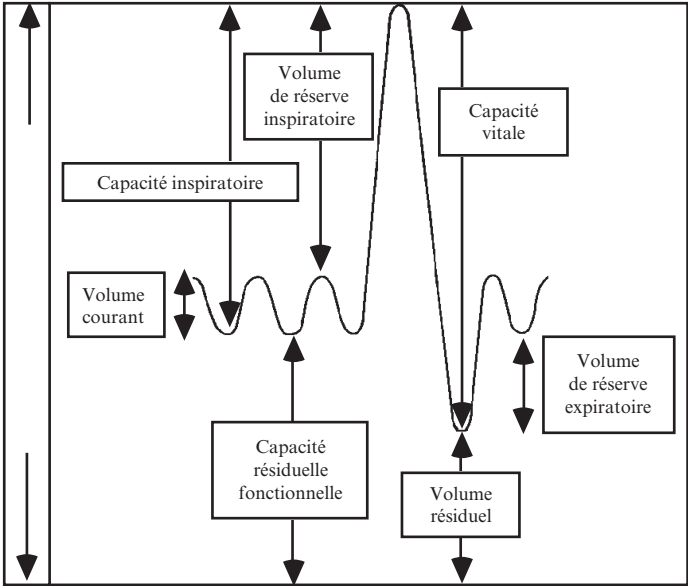 Volume
de réserve
inspiratoire
Capacité
vitale
Capacité inspiratoire
Volume
courant
Volume
de réserve
expiratoire
Capacité
résiduelle
fonctionnelle
Volume
résiduel